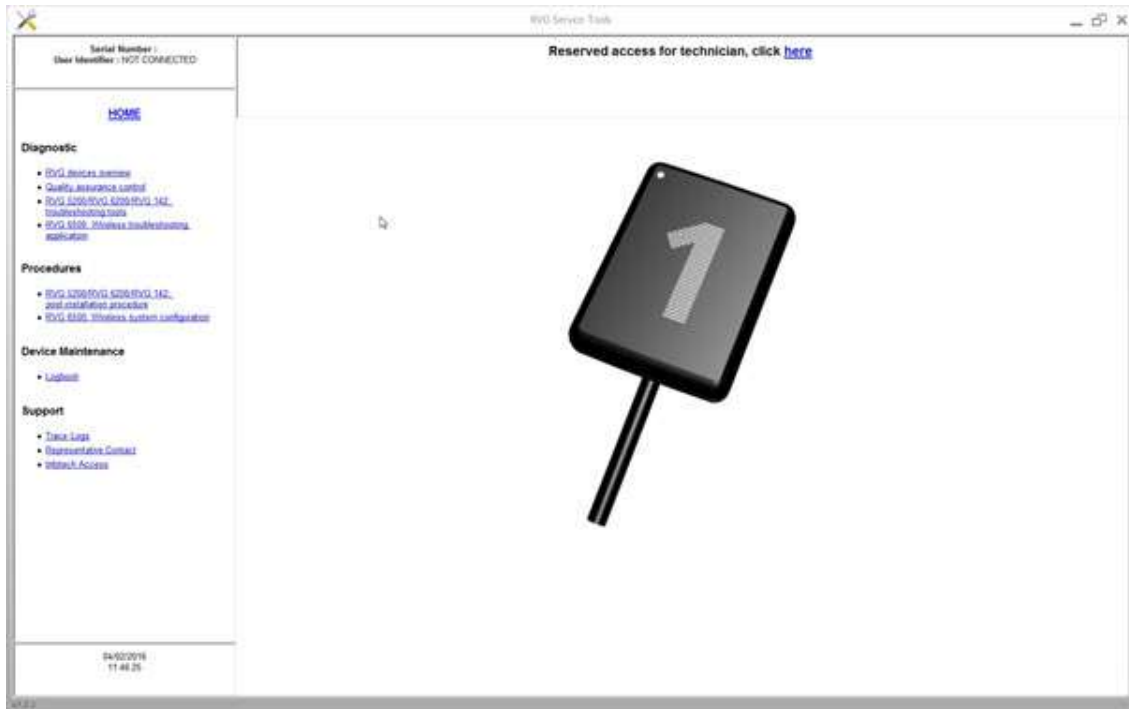 RVG Service Tools
Serial Number :
User Identifier : NOT CONNECTED
Reserved access for technician, click here
HOME
Diagnostic
RVG devices overview
Quality assurance control
RVG 5200/RVG 6200/RVG 142,
troubleshooting tools
RVG 6500, Wireless troubleshooting
application
Procedures
RVG 5200/RVG 6200/RVG 142,
post-installation procedure
RVG 6500, Wireless system configuration
Device Maintenance
Logbook
Support
Trace Logs
Representative Contact
Infotech Access
1
04/02/2016